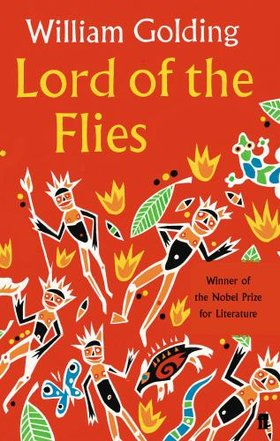 William Golding
Lord of the
Flies
Winner of
the Nobel Prize
for Literature
ff